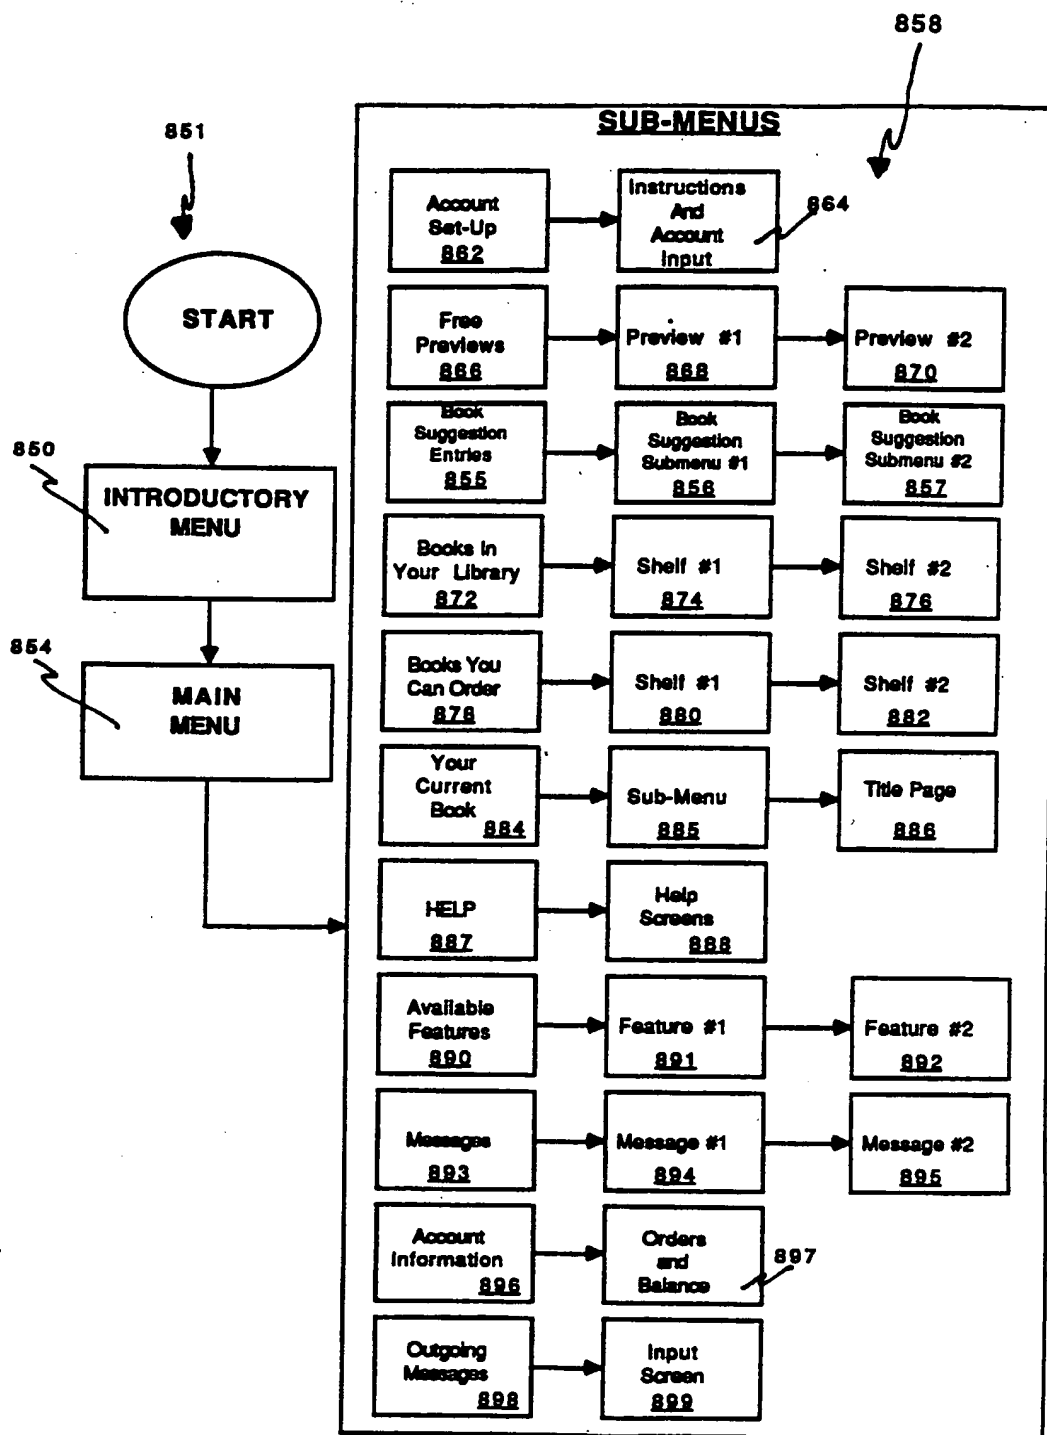 858
SUB-MENUS
851
START
850
INTRODUCTORY
MENU
854
MAIN
MENU
Account
Set-Up
862
Instructions
And
Account
Input
864
Free
Previews
866
Preview #1
868
Preview #2
870
Book
Suggestion
Entries
855
Book
Suggestion
Submenu #1
856
Book
Suggestion
Submenu #2
857
Books In
Your Library
872
Shelf #1
874
Shelf #2
876
Books You
Can Order
878
Shelf #1
880
Shelf #2
882
Your
Current
Book
884
Sub-Menu
885
Title Page
886
HELP
887
Help
Screens
888
Available
Features
890
Feature #1
891
Feature #2
892
Messages
893
Message #1
894
Message #2
895
Account
Information
896
Orders
and
Balance
897
Outgoing
Messages
898
Input
Screen
899